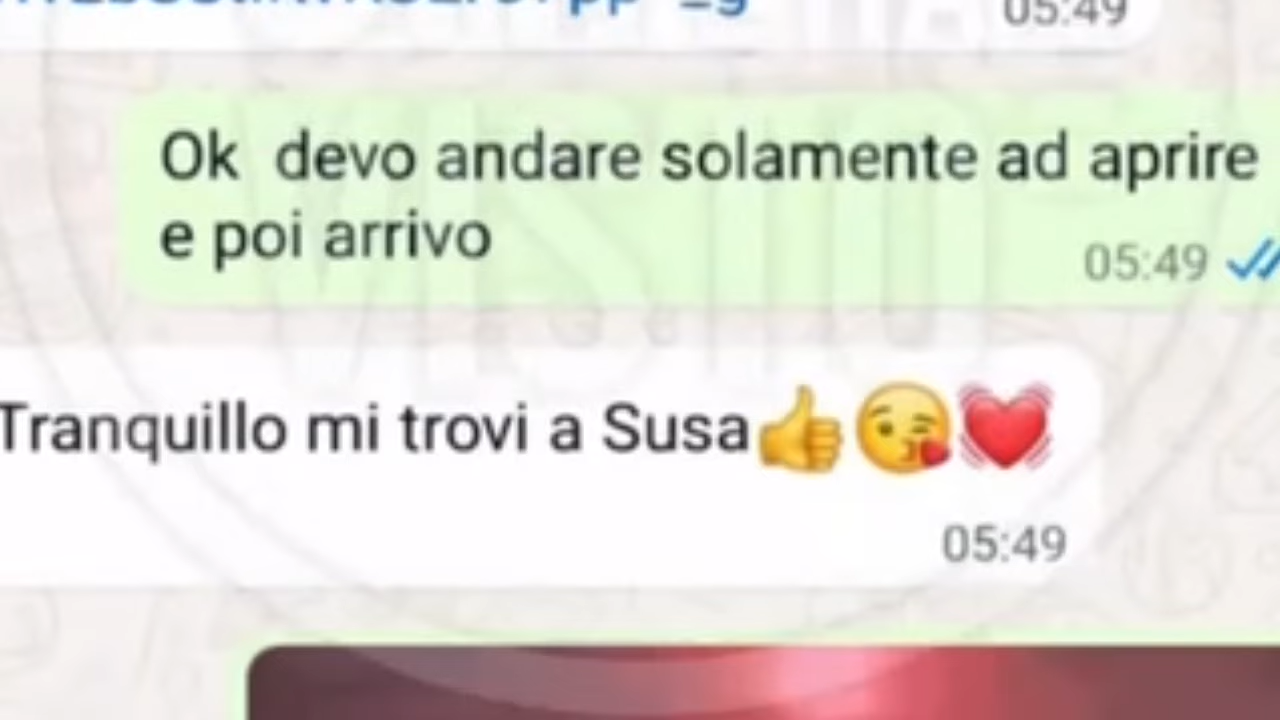 05:49
Ok devo andare solamente ad aprire
e poi arrivo
05:49
Tranquillo mi trovi a Susa👍😘💓
05:49